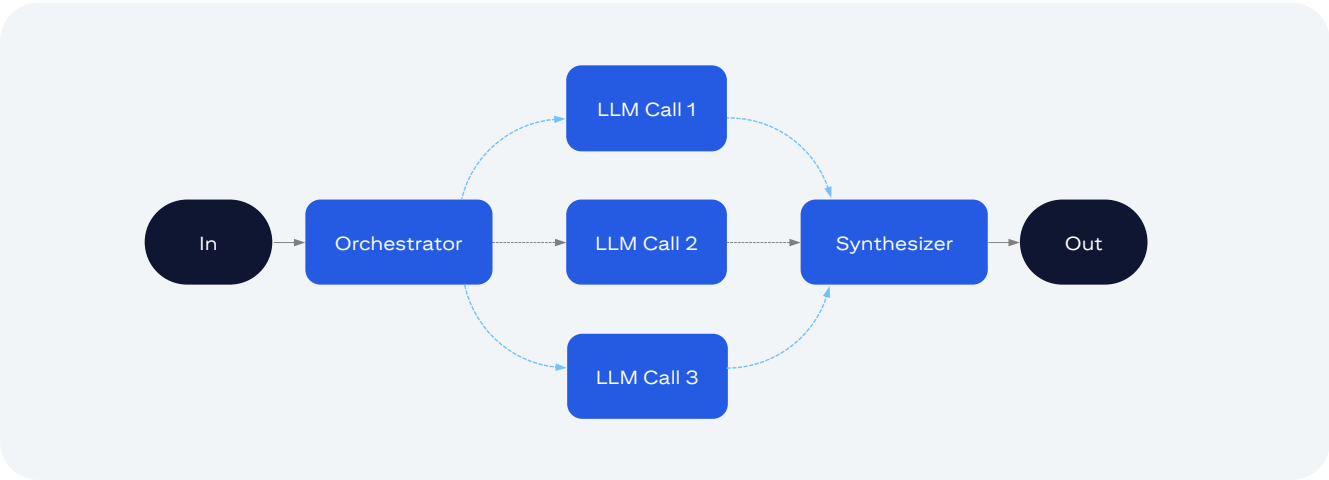 In
Orchestrator
LLM Call 1
LLM Call 2
LLM Call 3
Synthesizer
Out